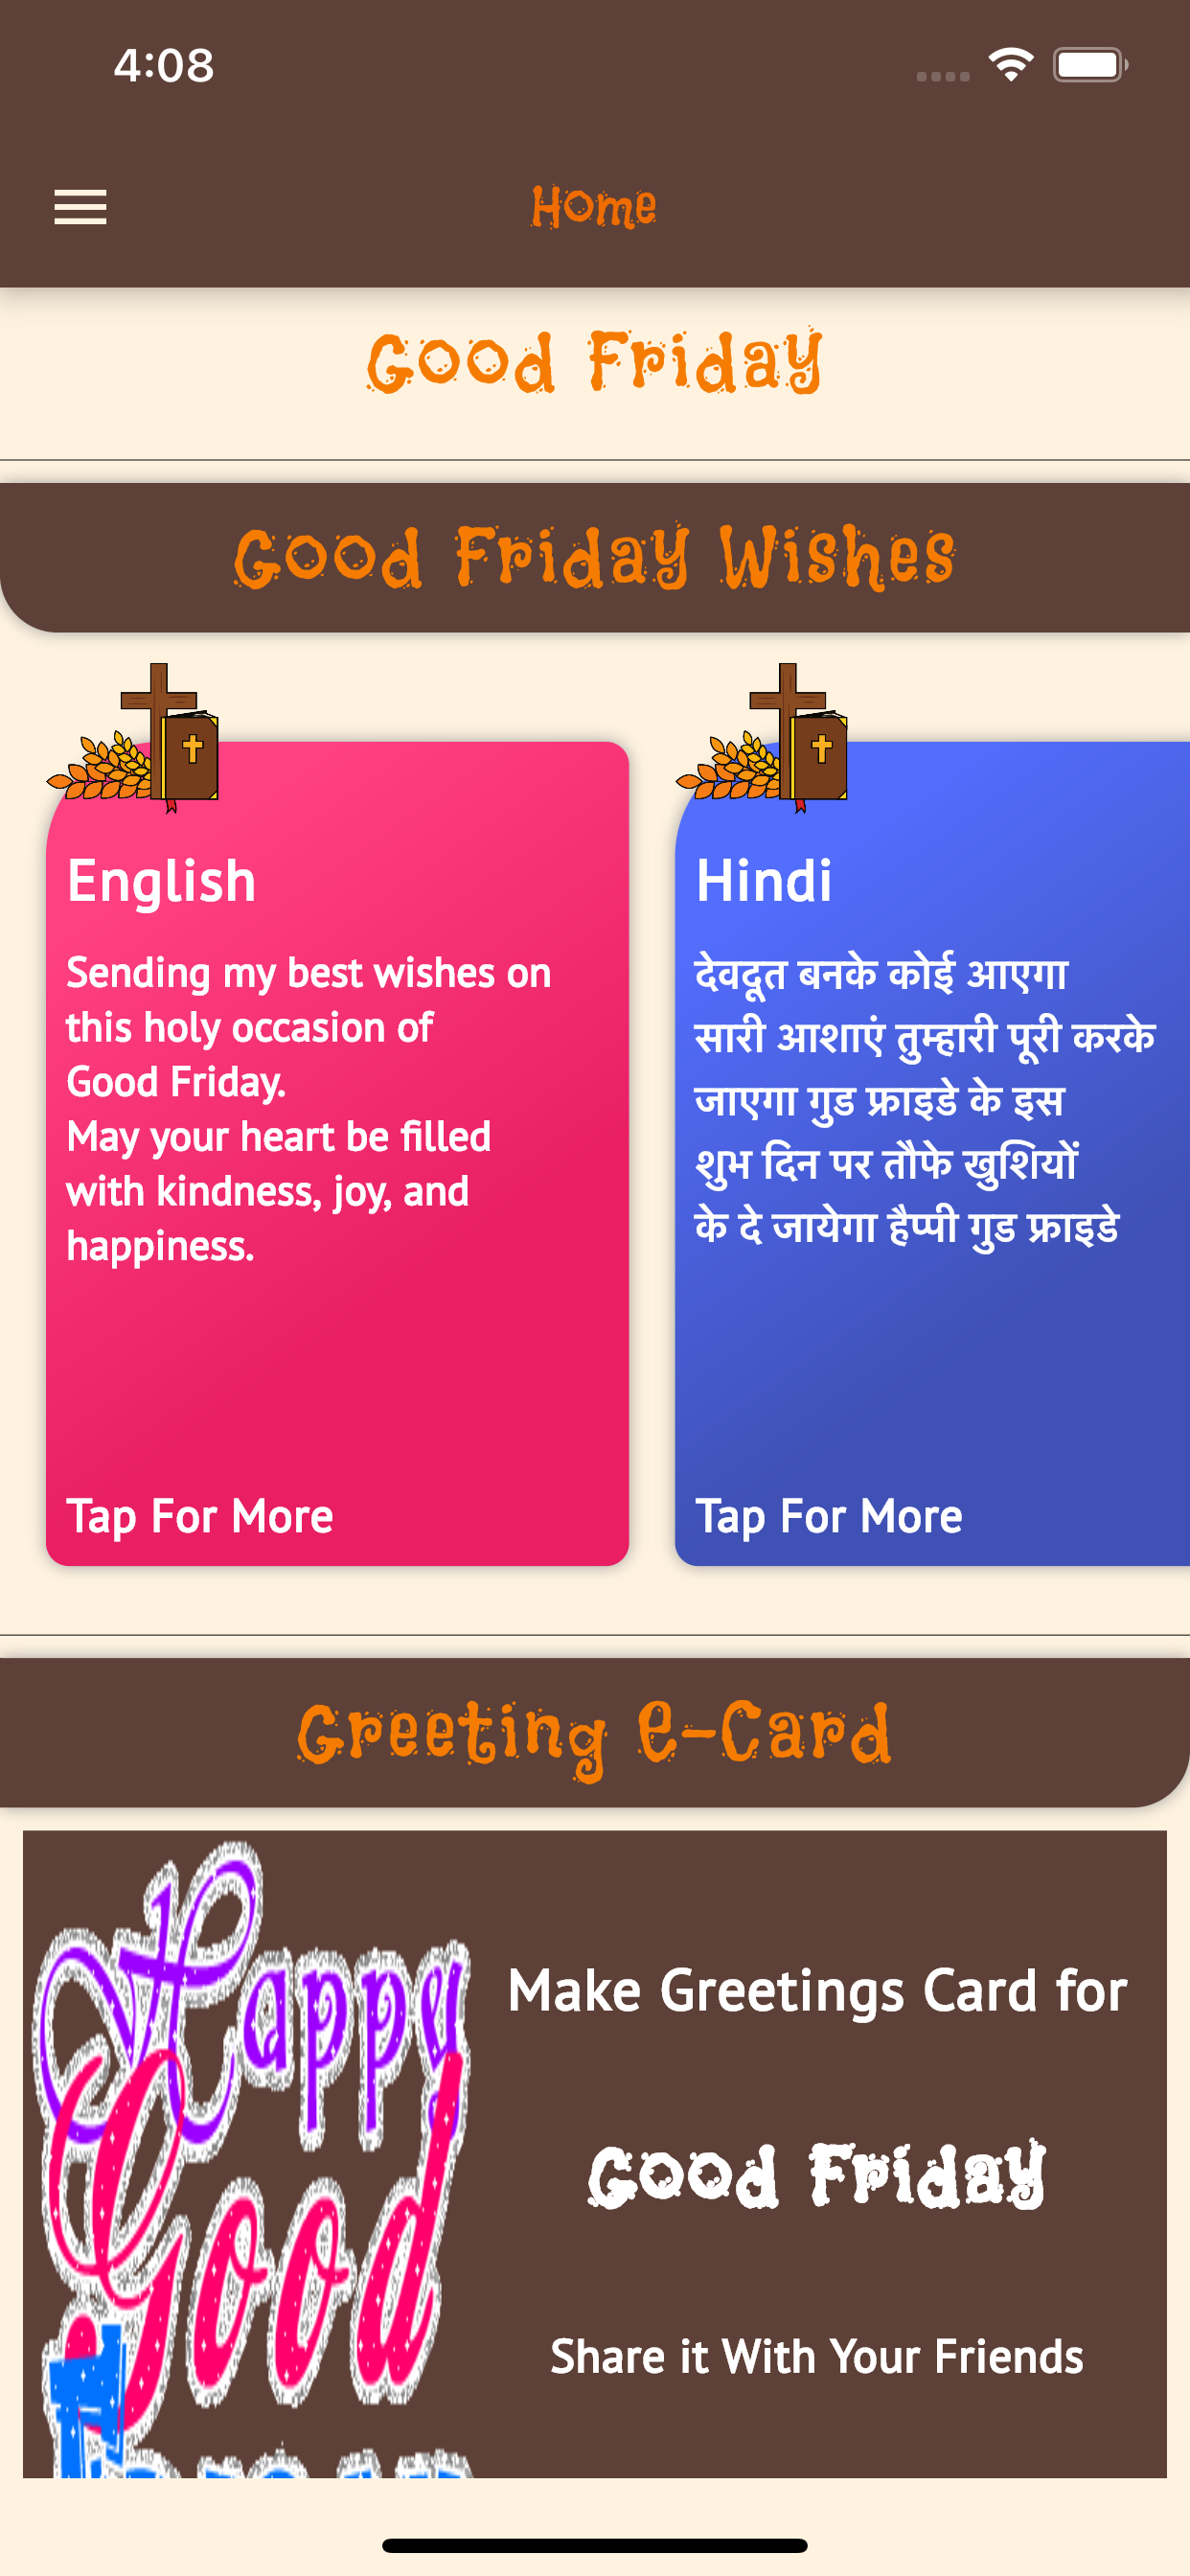 4:08
Home
Good Friday
Good Friday Wishes
English
Sending my best wishes on
this holy occasion of
Good Friday.
May your heart be filled
with kindness, joy, and
happiness.
Tap For More
Hindi
देवदूत बनके कोई आएगा
सारी आशाएं तुम्हारी पूरी करके
जाएगा गुड फ्राइडे के इस
शुभ दिन पर तौफे खुशियों
के दे जायेगा हैप्पी गुड फ्राइडे
Tap For More
Greeting e-Card
Happy
Good
Make Greetings Card for
Good Friday
Share it With Your Friends